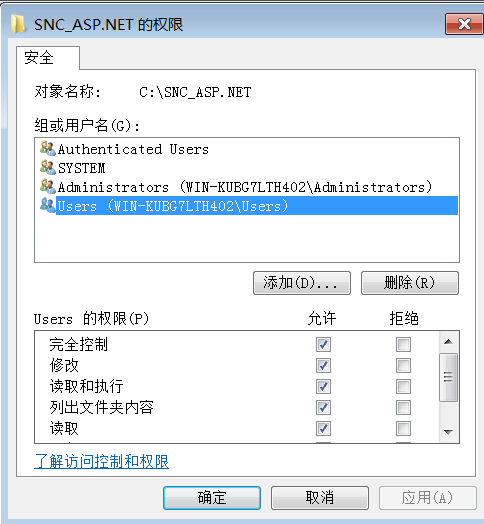 SNC_ASP.NET 的权限
安全
对象名称: C:\SNC_ASP.NET
组或用户名(G):
Authenticated Users
SYSTEM
Administrators (WIN-KUBG7LTH402\Administrators)
Users (WIN-KUBG7LTH402\Users)
添加(D)... 删除(R)
Users 的权限(P) 允许 拒绝
完全控制
修改
读取和执行
列出文件夹内容
读取
了解访问控制和权限
确定 取消 应用(A)